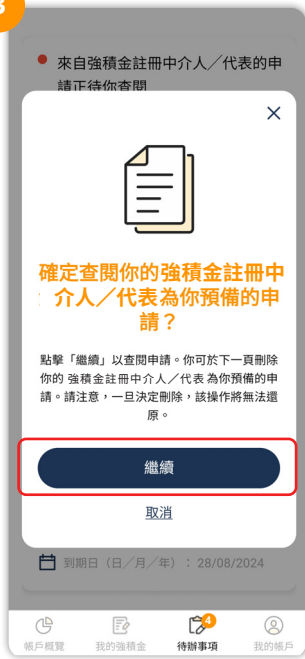 3
來自強積金註冊中介人／代表的申
請正待你查閱
確定查閱你的強積金註冊中
介人／代表為你預備的申
請？
點擊「繼續」以查閱申請。你可於下一頁刪除
你的 強積金註冊中介人／代表 為你預備的申
請。請注意，一旦決定刪除，該操作將無法還
原。
繼續
取消
到期日（日／月／年）：28/08/2024
4
帳戶概覽
我的強積金
待辦事項
我的帳戶